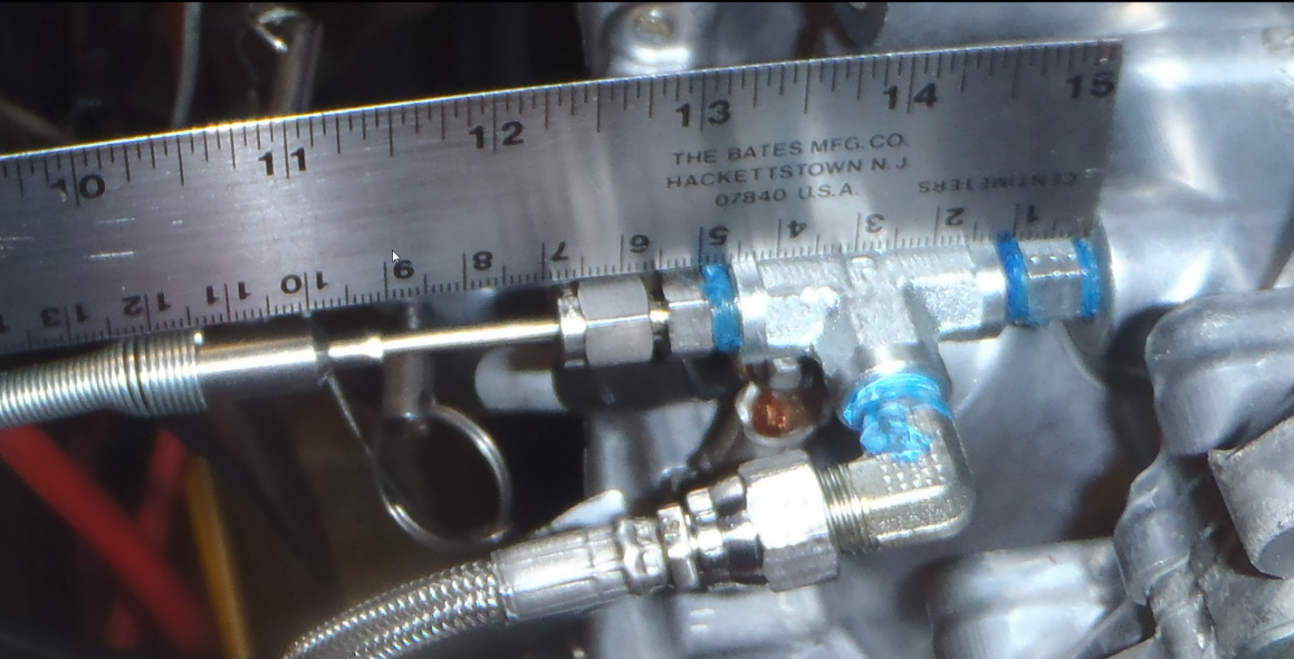 10 11 12 13 14 15
THE BATES MFG. CO.
HACKETTSTOWN N. J
07840 U.S.A.
CENTIMETERS
1 2 3 4 5 6 7 8 9 10 11 12 13